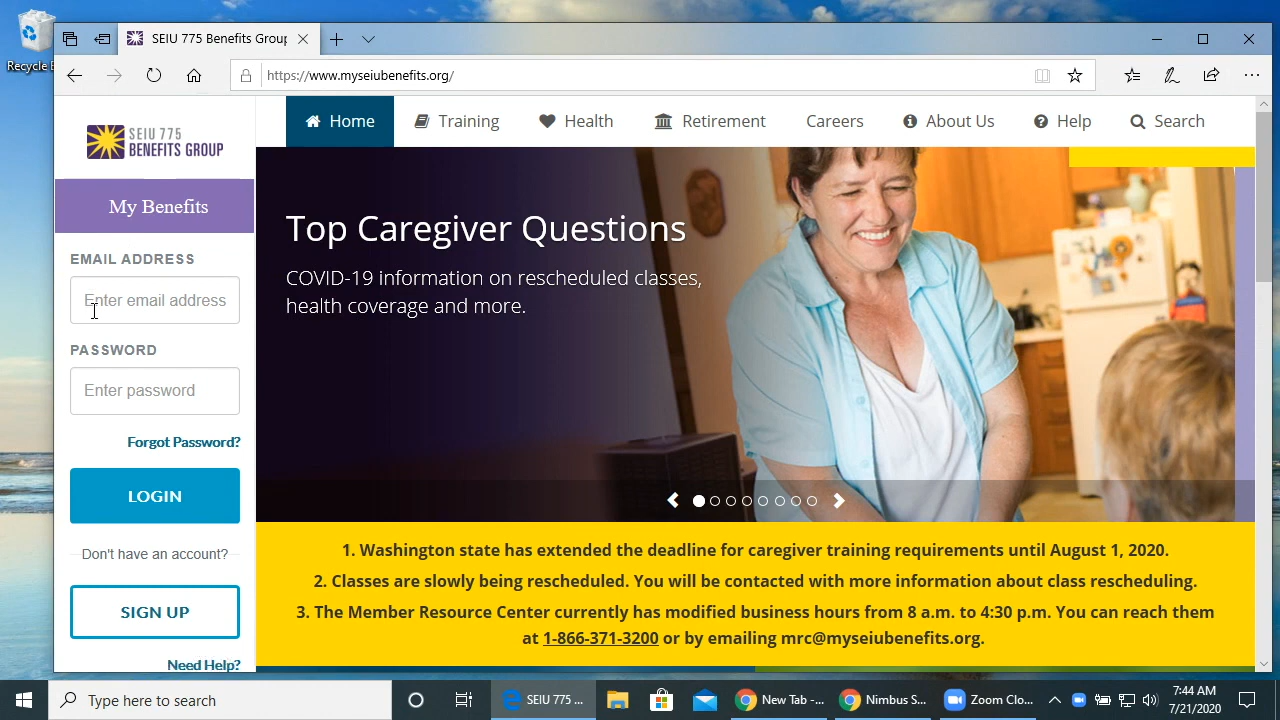 Recycle
SEIU 775 Benefits Group
https://www.myseiubenefits.org/
SEIU 775
BENEFITS GROUP
Home
Training
Health
Retirement
Careers
About Us
Help
Search
My Benefits
EMAIL ADDRESS
Enter email address
PASSWORD
Enter password
Forgot Password?
LOGIN
Don't have an account?
SIGN UP
Need Help?
Top Caregiver Questions
COVID-19 information on rescheduled classes,
health coverage and more.
1. Washington state has extended the deadline for caregiver training requirements until August 1, 2020.
2. Classes are slowly being rescheduled. You will be contacted with more information about class rescheduling.
3. The Member Resource Center currently has modified business hours from 8 a.m. to 4:30 p.m. You can reach them
at 1-866-371-3200 or by emailing mrc@myseiubenefits.org.
Type here to search
SEIU 775 ...
New Tab -...
Nimbus S...
Zoom Clo...
7:44 AM
7/21/2020